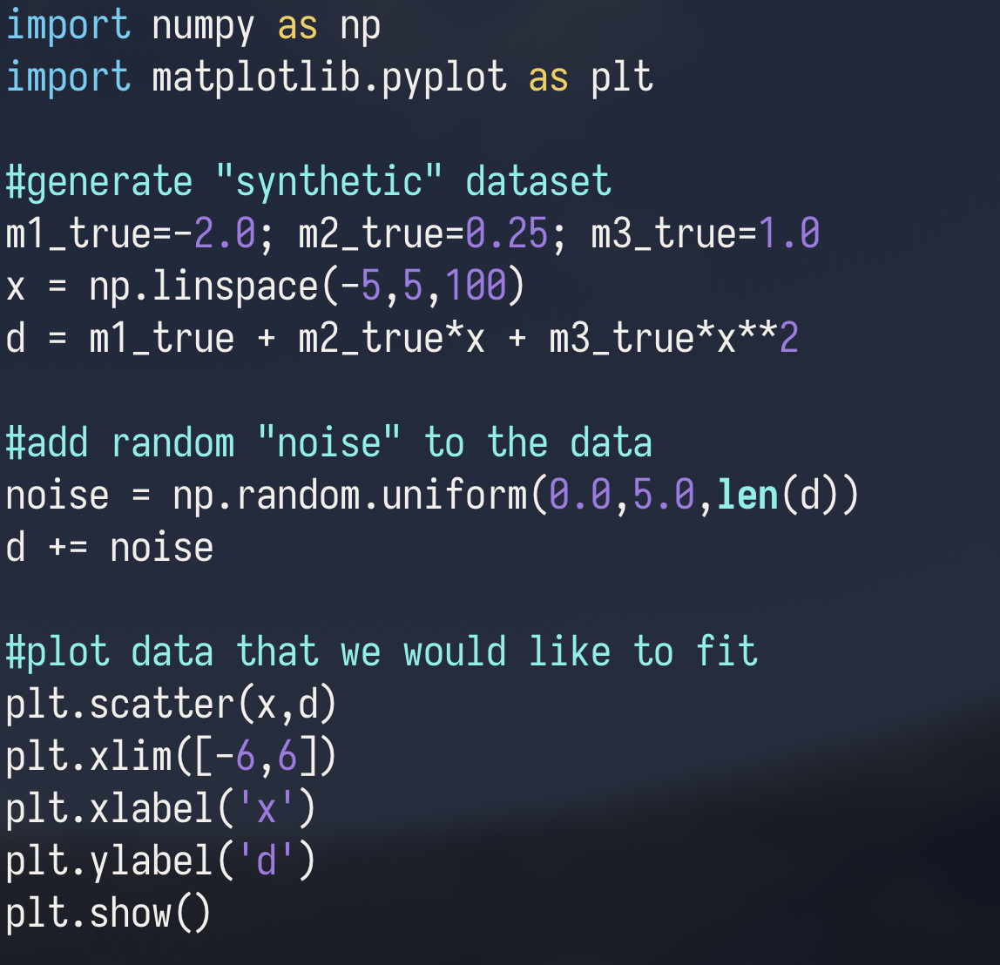 import numpy as np
import matplotlib.pyplot as plt
#generate "synthetic" dataset
m1_true=-2.0; m2_true=0.25; m3_true=1.0
x = np.linspace(-5,5,100)
d = m1_true + m2_true*x + m3_true*x**2
#add random "noise" to the data
noise = np.random.uniform(0.0,5.0,len(d))
d += noise
#plot data that we would like to fit
plt.scatter(x,d)
plt.xlim([-6,6])
plt.xlabel('x')
plt.ylabel('d')
plt.show()